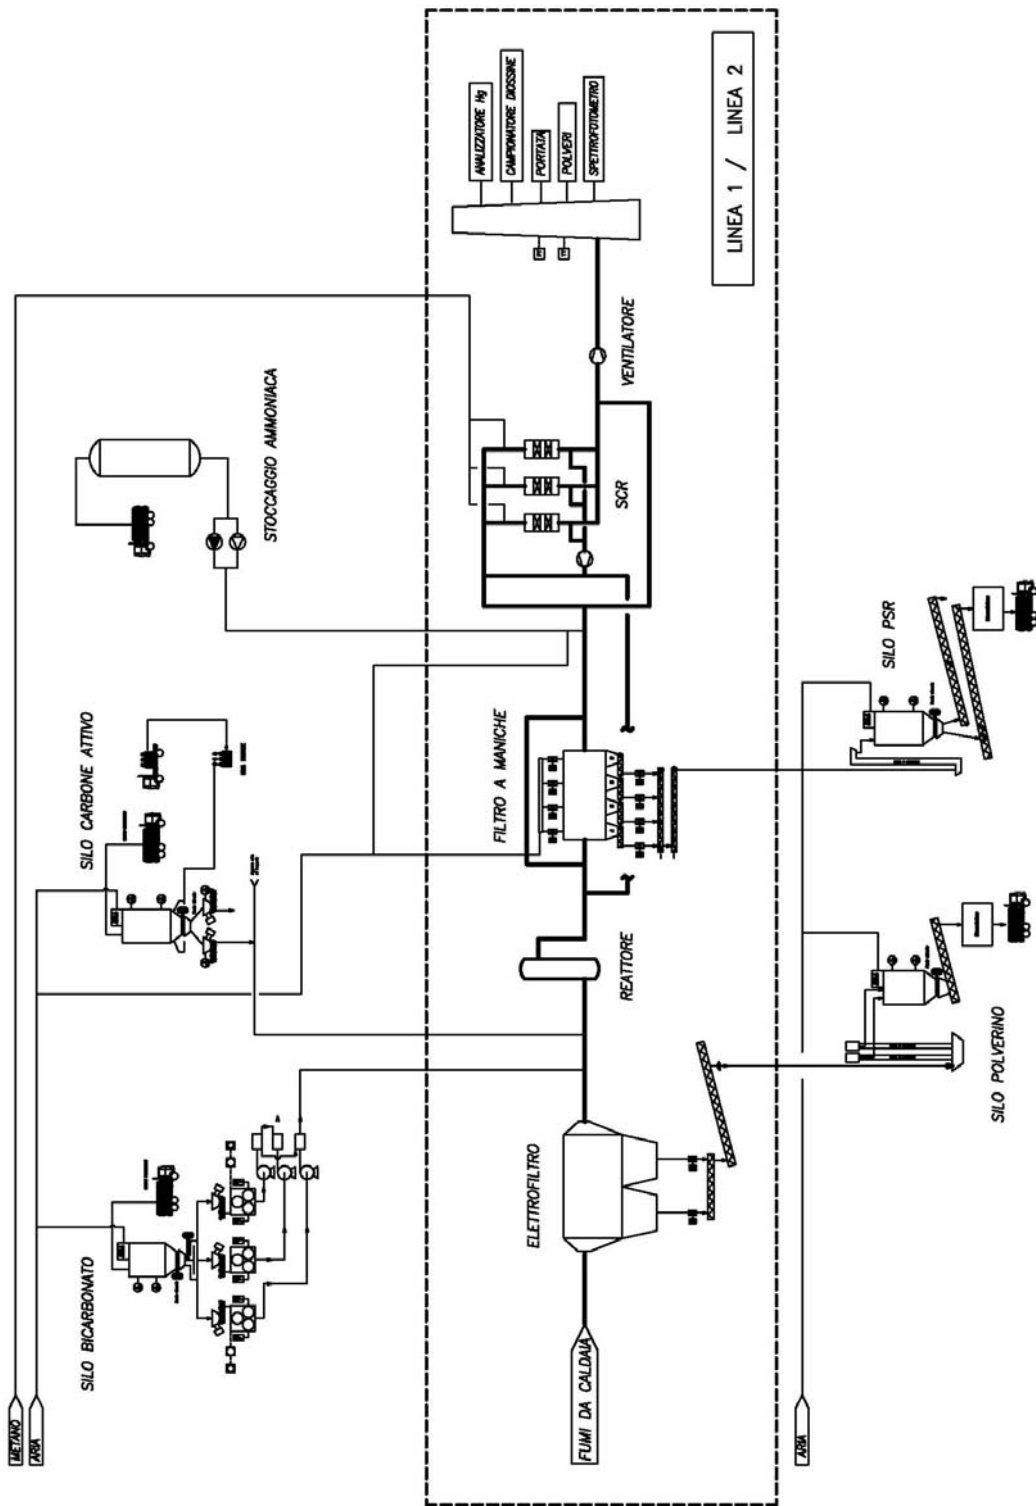 METANO
ARIA
SILO BICARBONATO
SILO CARBONE ATTIVO
STOCCAGGIO AMMONIACA
FUMI DA CALDAIA
ELETTROFILTRO
REATTORE
FILTRO A MANICHE
SCR
VENTILATORE
ANALIZZATORE Hg
CAMPIONATORE DIOSSINE
PORTATA
POLVERI
SPETTROFOTOMETRO
LINEA 1 / LINEA 2
ARIA
SILO POLVERINO
SILO PSR